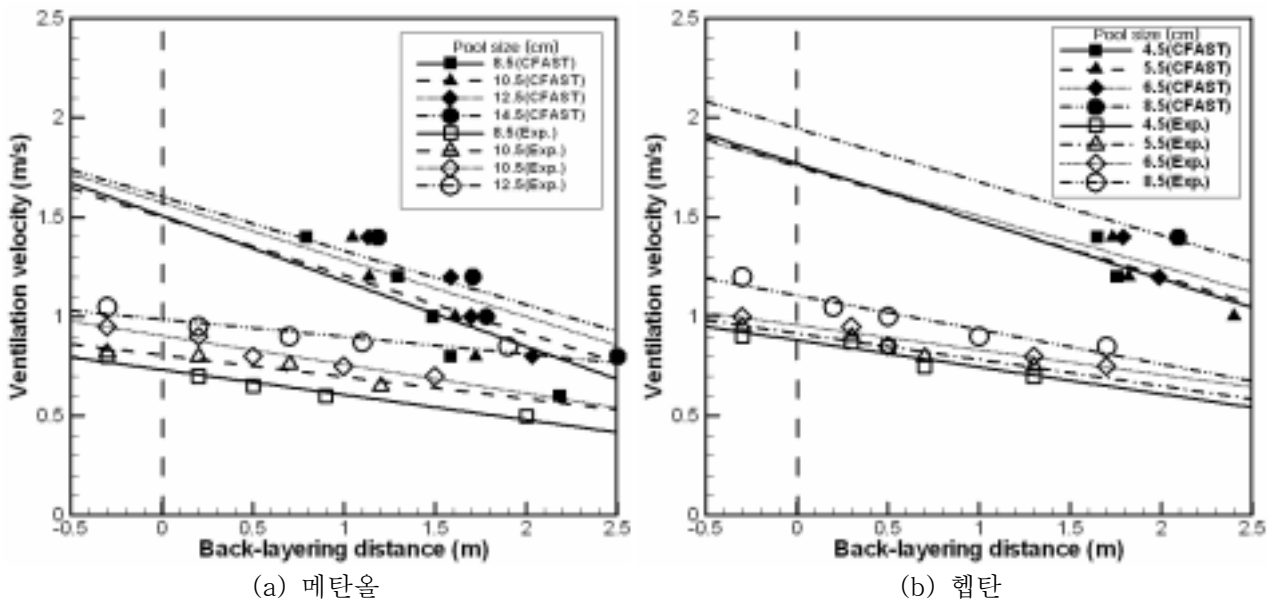 2.5
2
1.5
1
0.5
0
-0.5
0
0.5
1
1.5
2
2.5
Ventilation velocity (m/s)
Back-layering distance (m)
Pool size (cm)
8.5(CFAST)
10.5(CFAST)
12.5(CFAST)
14.5(CFAST)
8.5(Exp.)
10.5(Exp.)
10.5(Exp.)
12.5(Exp.)
(a) 메탄올
2.5
2
1.5
1
0.5
0
-0.5
0
0.5
1
1.5
2
2.5
Ventilation velocity (m/s)
Back-layering distance (m)
Pool size (cm)
4.5(CFAST)
5.5(CFAST)
6.5(CFAST)
8.5(CFAST)
4.5(Exp.)
5.5(Exp.)
6.5(Exp.)
8.5(Exp.)
(b) 헵탄